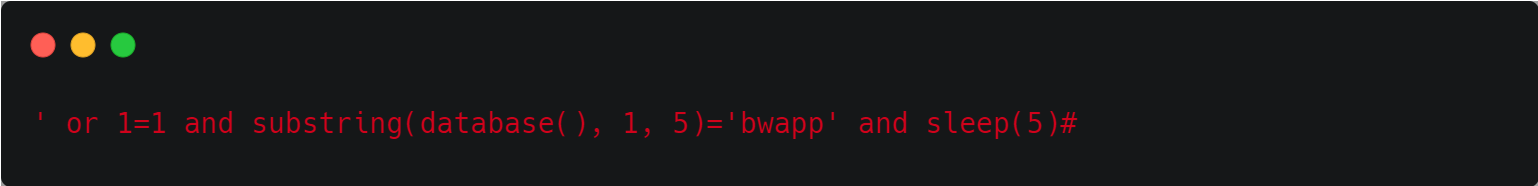 ' or 1=1 and substring(database(), 1, 5)='bwapp' and sleep(5)#